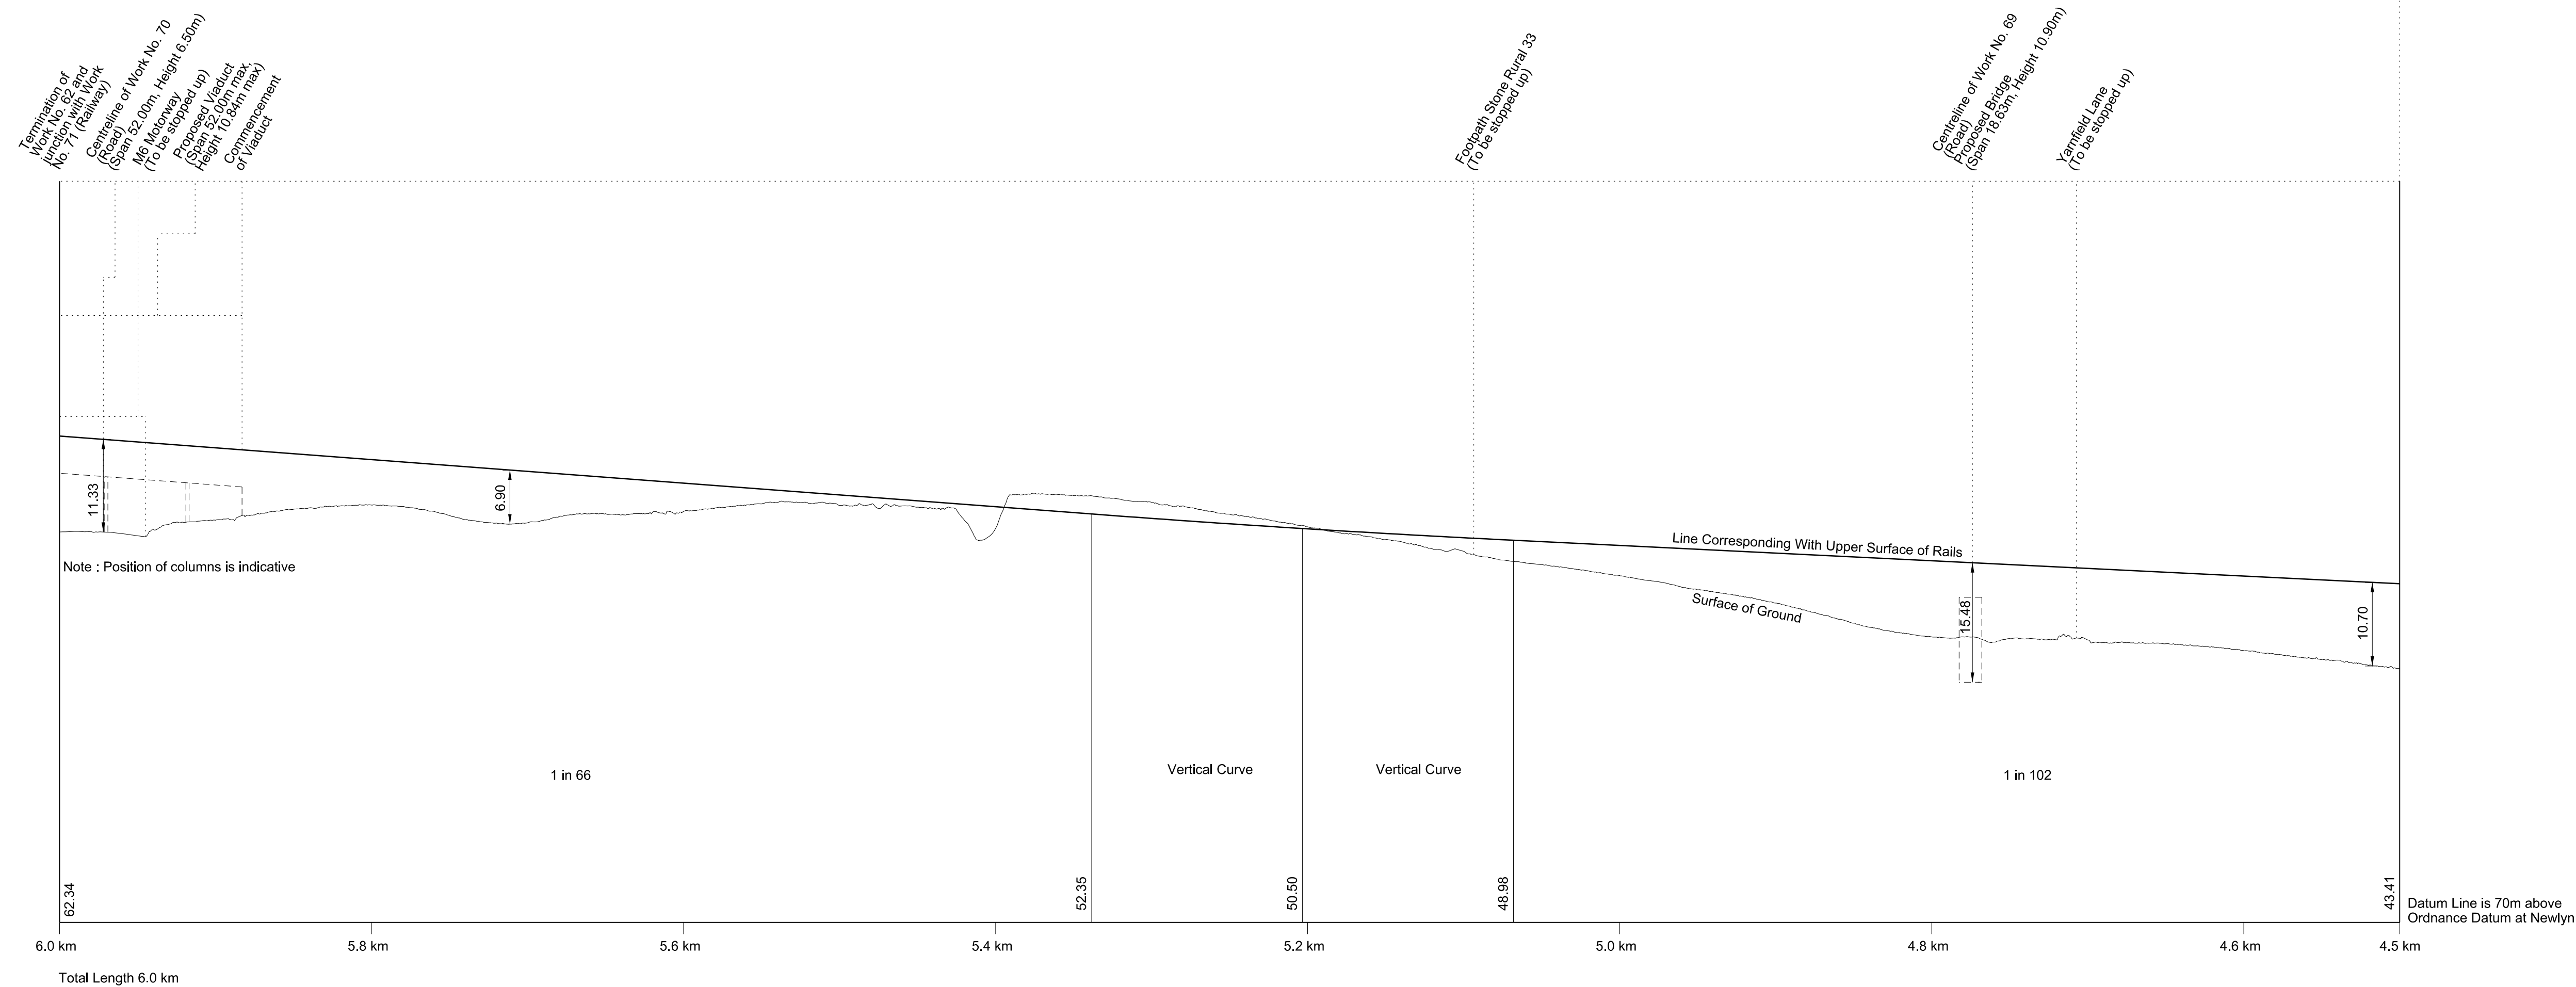 Termination of
Work No. 62 and
junction with Work
No. 71 (Railway)
Centreline of Work No. 70
(Road)
(Span 52.00m, Height 6.50m)
M6 Motorway
(To be stopped up)
Proposed Viaduct
(Span 52.00m max,
Height 10.84m max)
Commencement
of Viaduct
Footpath Stone Rural 33
(To be stopped up)
Centreline of Work No. 69
(Road)
Proposed Bridge
(Span 18.63m, Height 10.90m)
Yarnfield Lane
(To be stopped up)
11.33
6.90
Line Corresponding With Upper Surface of Rails
Note : Position of columns is indicative
Surface of Ground
15.48
10.70
1 in 66
Vertical Curve
Vertical Curve
1 in 102
62.34
52.35
50.50
48.98
43.41
Datum Line is 70m above
Ordnance Datum at Newlyn
6.0 km
5.8 km
5.6 km
5.4 km
5.2 km
5.0 km
4.8 km
4.6 km
4.5 km
Total Length 6.0 km